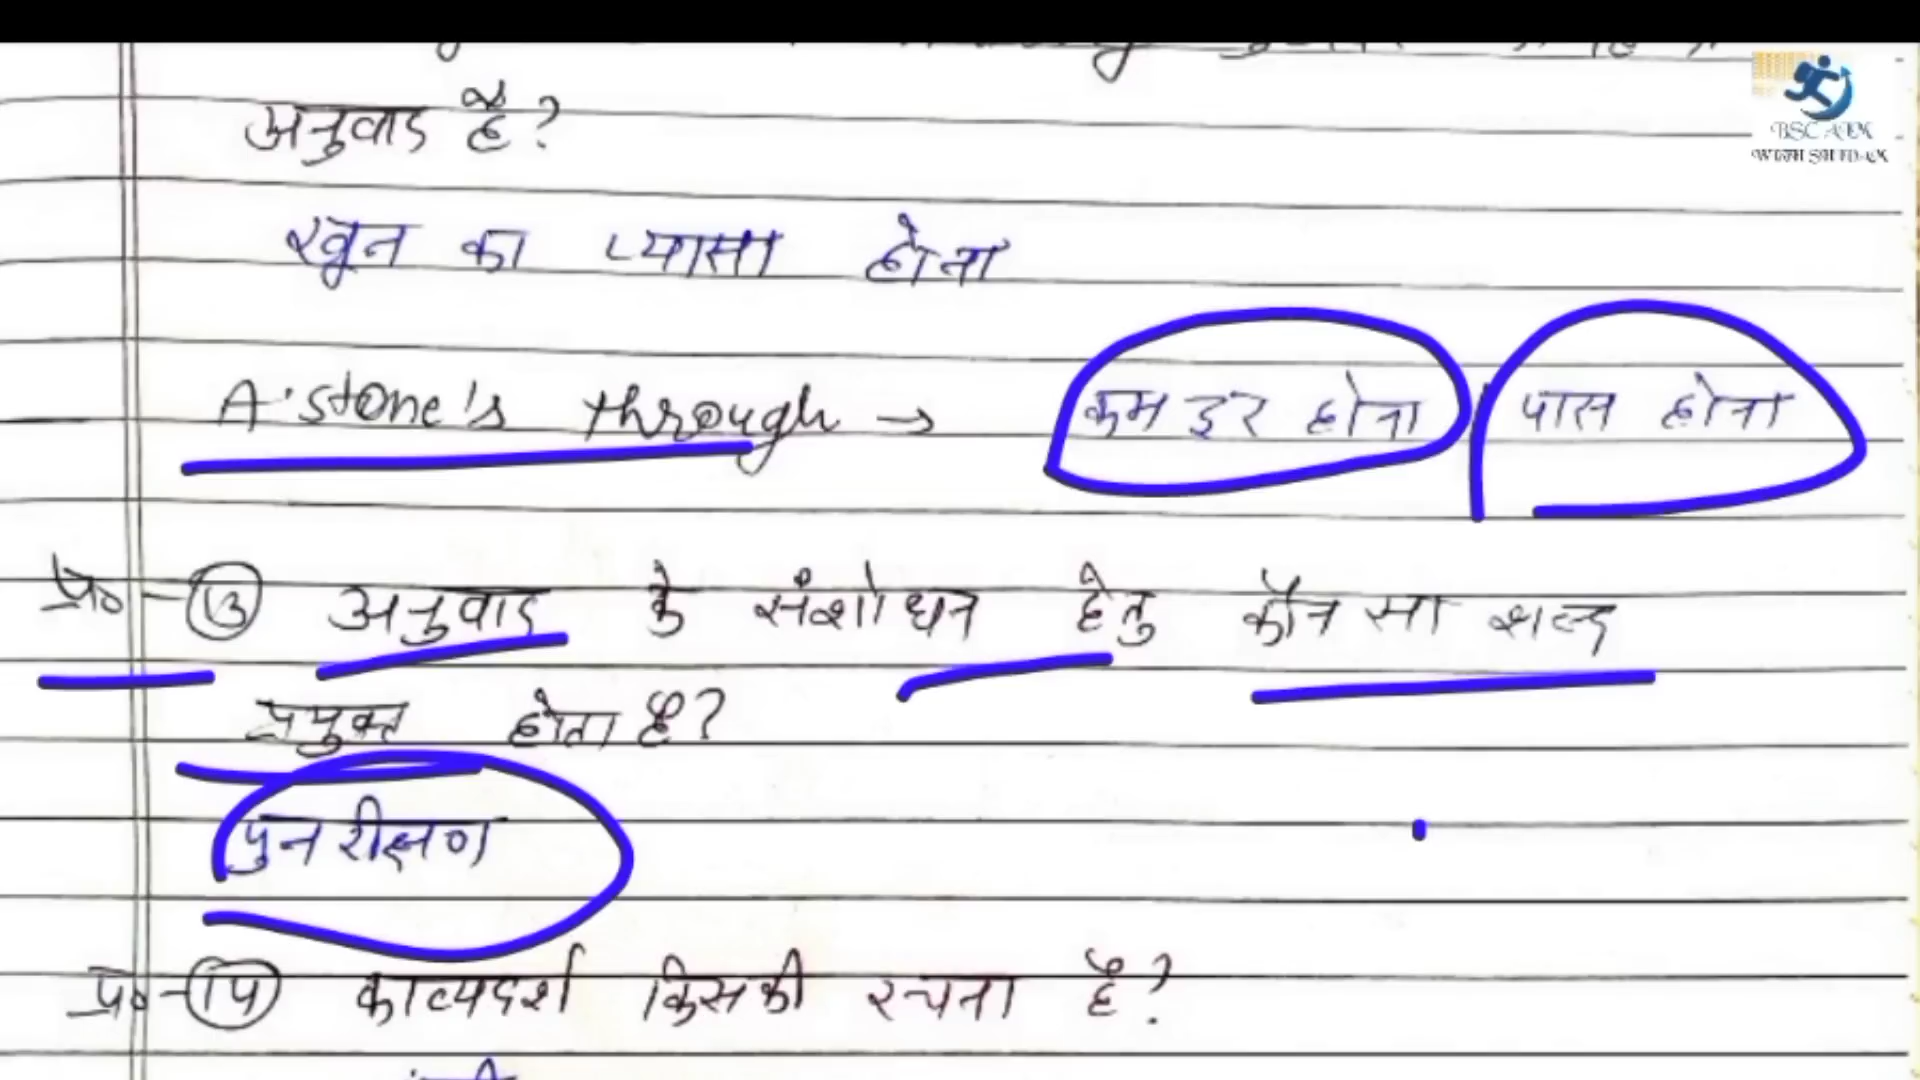 अनुवाद है?
खून का प्यासा होना
A.stone's through → कम दूर होना / पास होना
प्र०-13 अनुवाद के संशोधन हेतु कौन सा शब्द
प्रयुक्त होता है?
पुनरीक्षण
प्र०-14 काव्यदर्श किसकी रचना है?